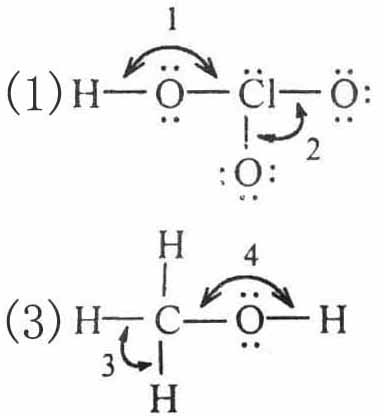 1
(1) H—Ö—Cl—Ö:
2
:O:
H
4
(3) H—C—Ö—H
3
H